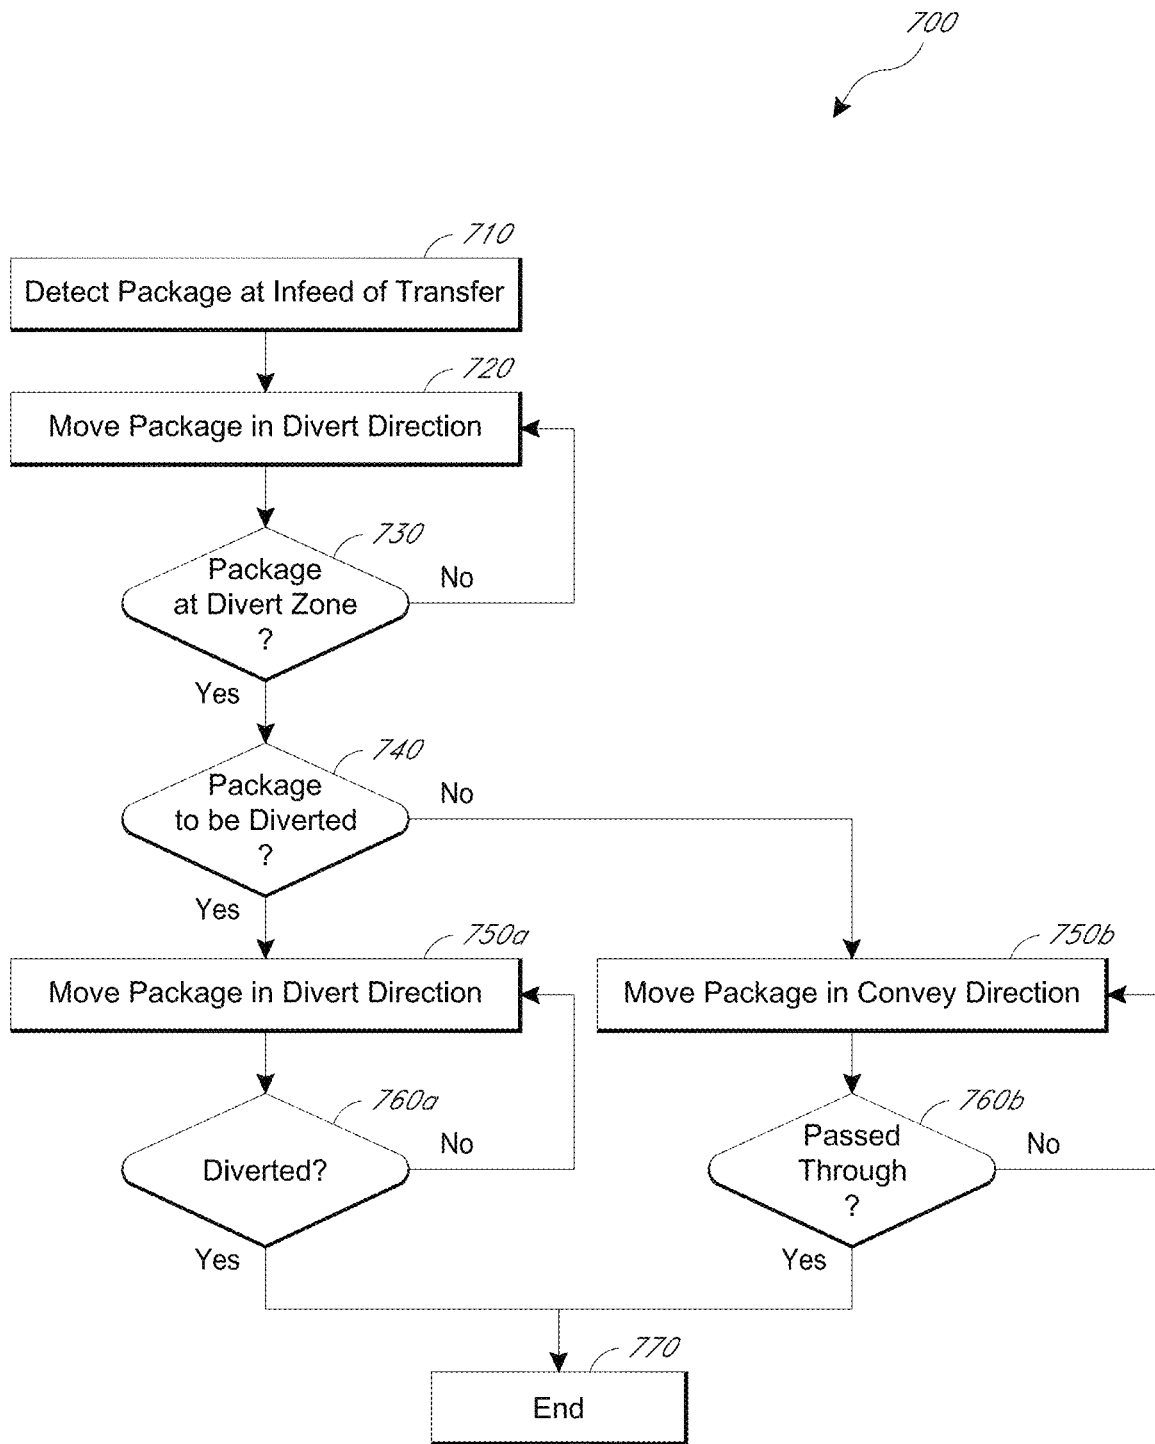 700
710
Detect Package at Infeed of Transfer
720
Move Package in Divert Direction
730
Package
at Divert Zone
?
No
Yes
740
Package
to be Diverted
?
No
Yes
750a
Move Package in Divert Direction
750b
Move Package in Convey Direction
760a
Diverted?
No
Yes
760b
Passed
Through
?
No
Yes
770
End